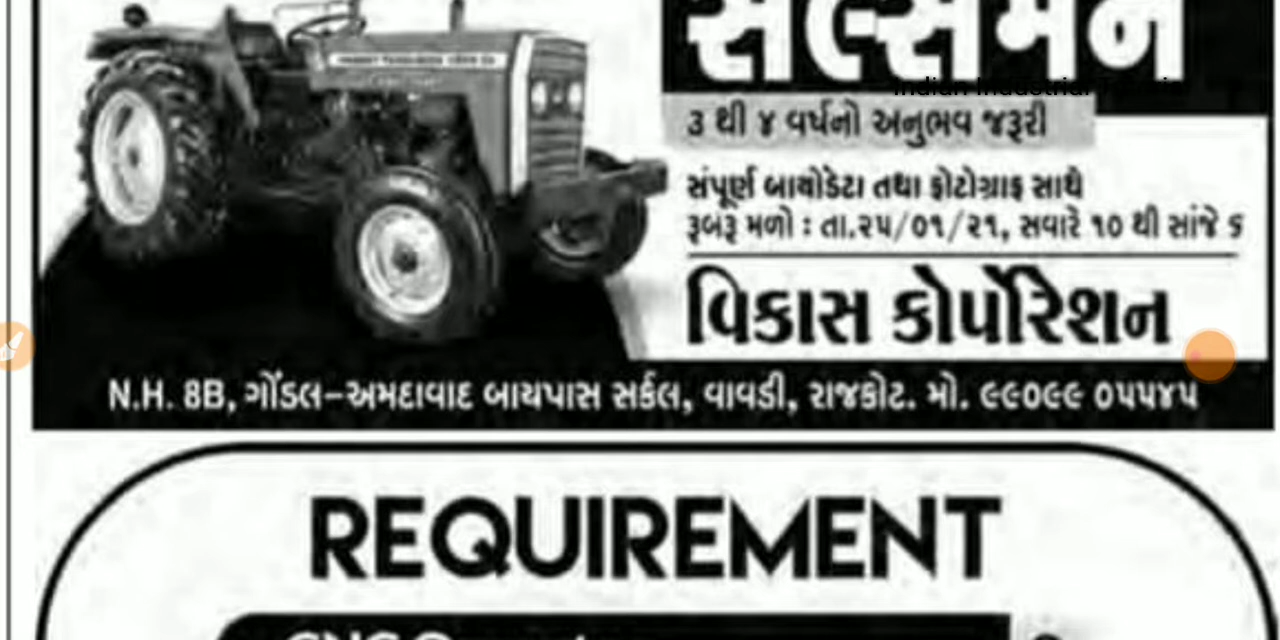 સેલ્સમેન
૩ થી ૪ વર્ષનો અનુભવ જરૂરી
સંપૂર્ણ બાયોડેટા તથા ફોટોગ્રાફ સાથે
રૂબરૂ મળો : તા.૨૫/૦૧/૨૧, સવારે ૧૦ થી સાંજે ૬
વિકાસ કોર્પોરેશન
N.H. 8B, ગોંડલ-અમદાવાદ બાયપાસ સર્કલ, વાવડી, રાજકોટ. મો. ૯૯૦૯૯ ૦૫૫૪૫
REQUIREMENT